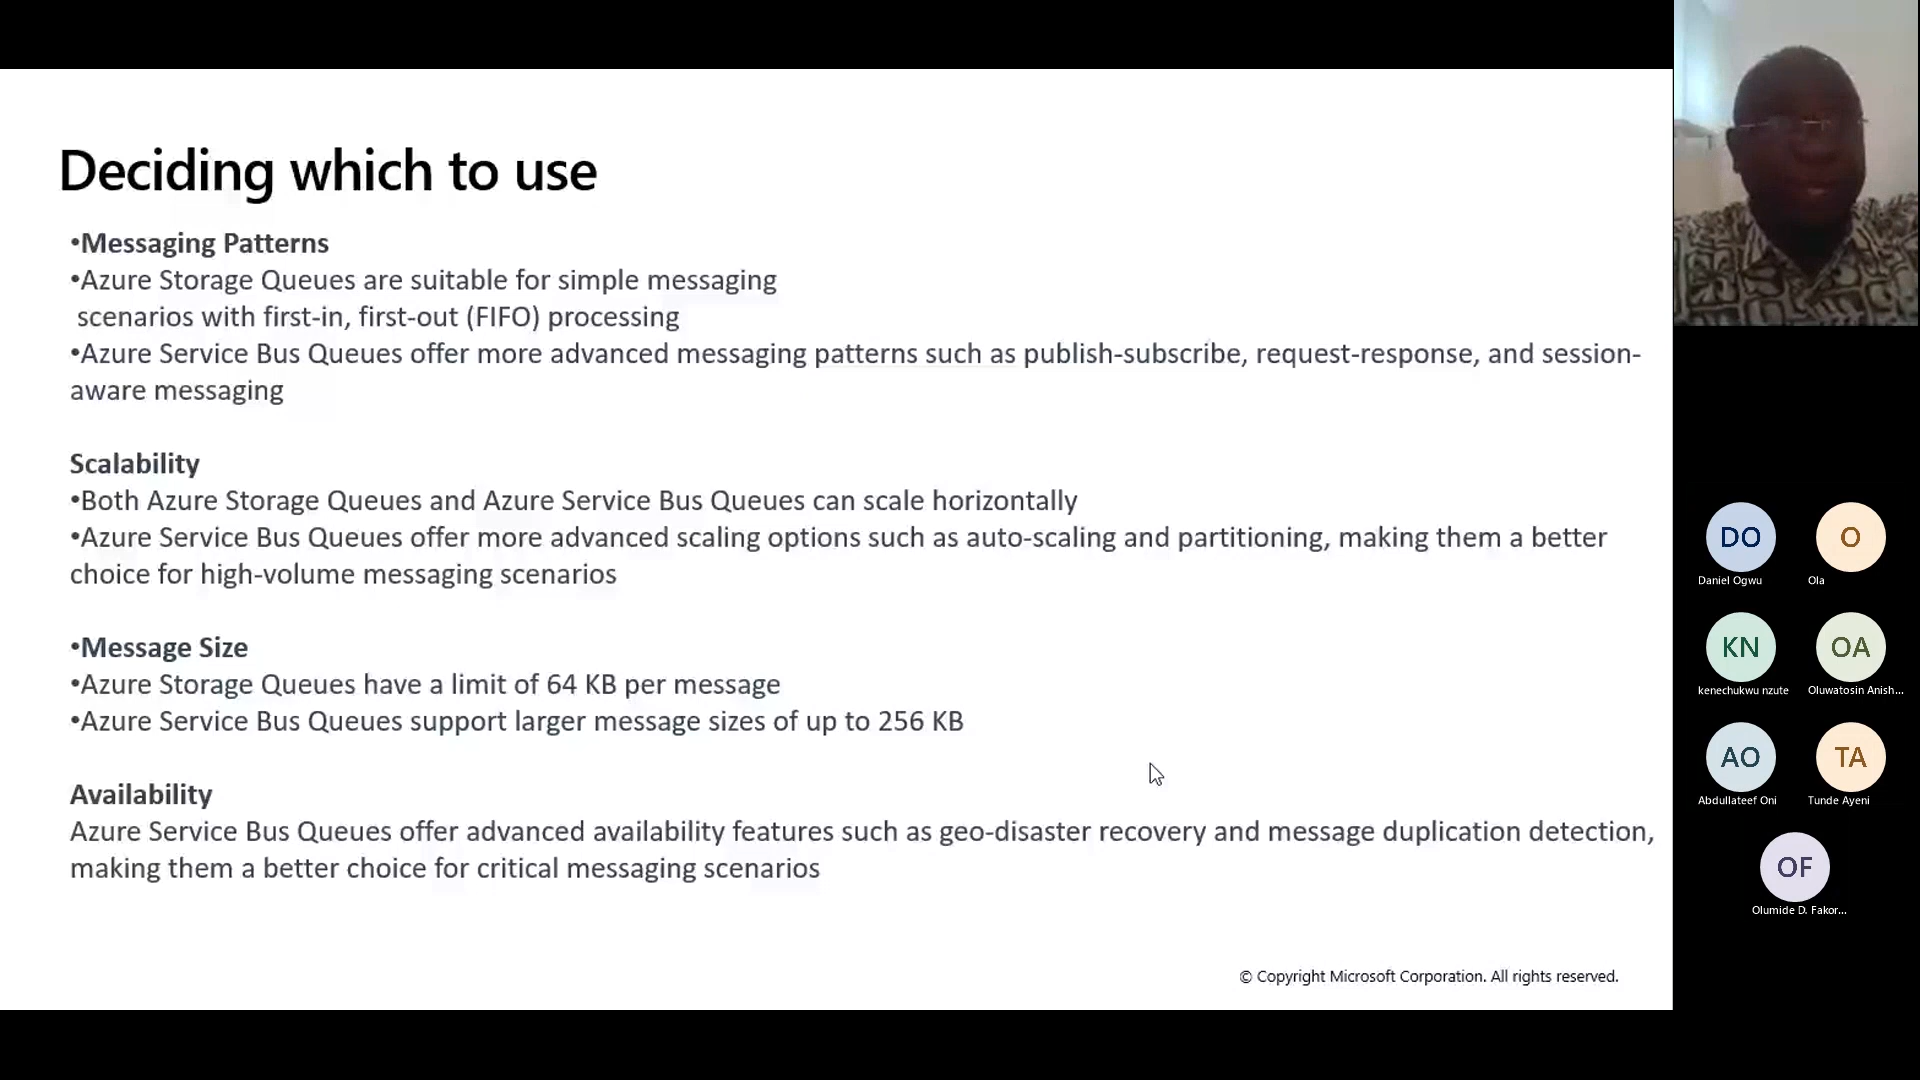 Deciding which to use
•Messaging Patterns
•Azure Storage Queues are suitable for simple messaging
scenarios with first-in, first-out (FIFO) processing
•Azure Service Bus Queues offer more advanced messaging patterns such as publish-subscribe, request-response, and session-
aware messaging
Scalability
•Both Azure Storage Queues and Azure Service Bus Queues can scale horizontally
•Azure Service Bus Queues offer more advanced scaling options such as auto-scaling and partitioning, making them a better
choice for high-volume messaging scenarios
•Message Size
•Azure Storage Queues have a limit of 64 KB per message
•Azure Service Bus Queues support larger message sizes of up to 256 KB
Availability
Azure Service Bus Queues offer advanced availability features such as geo-disaster recovery and message duplication detection,
making them a better choice for critical messaging scenarios
© Copyright Microsoft Corporation. All rights reserved.
DO
Daniel Ogwu
O
Ola
KN
kenechukwu nzute
OA
Oluwatosin Anish...
AO
Abdullateef Oni
TA
Tunde Ayeni
OF
Olumide D. Fakor...